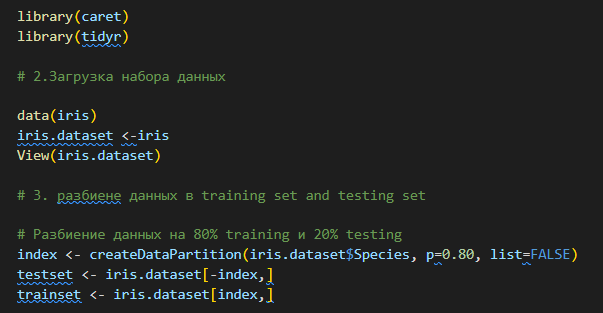 library(caret)
library(tidyr)
# 2.Загрузка набора данных
data(iris)
iris.dataset <-iris
View(iris.dataset)
# 3. разбиене данных в training set and testing set
# Разбиение данных на 80% training и 20% testing
index <- createDataPartition(iris.dataset$Species, p=0.80, list=FALSE)
testset <- iris.dataset[-index,]
trainset <- iris.dataset[index,]